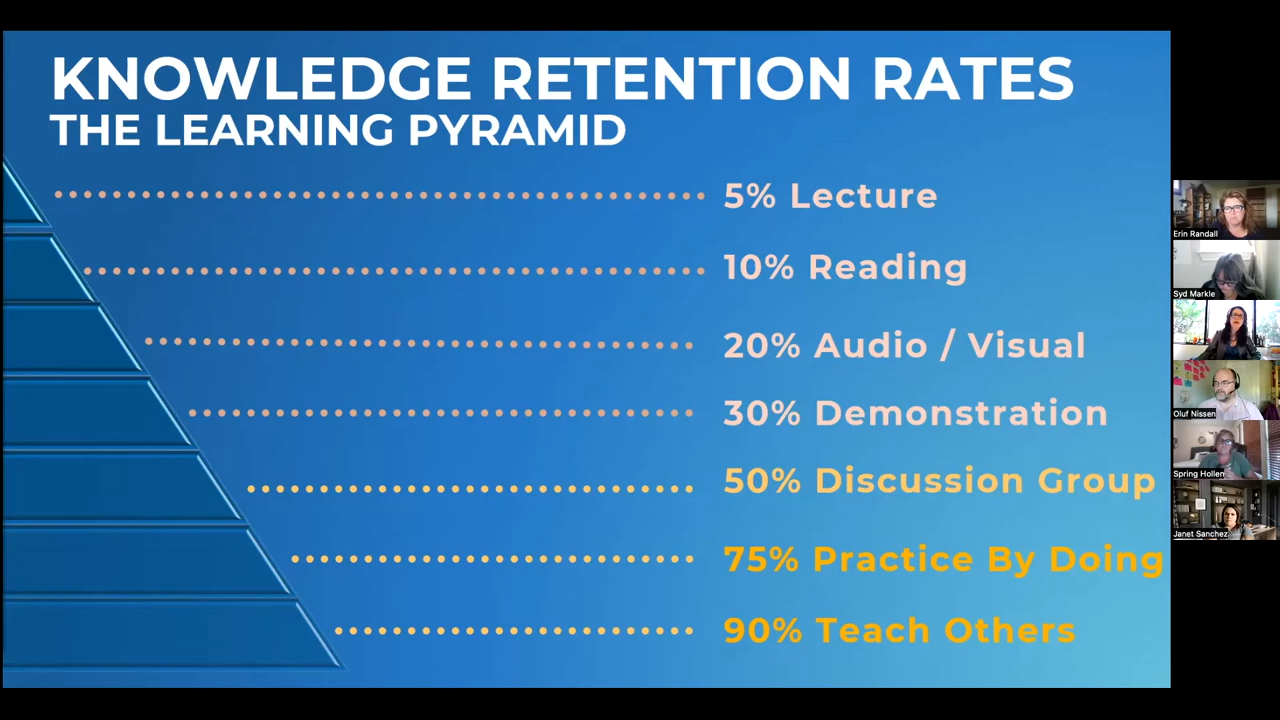 KNOWLEDGE RETENTION RATES
THE LEARNING PYRAMID
5% Lecture
10% Reading
20% Audio / Visual
30% Demonstration
50% Discussion Group
75% Practice By Doing
90% Teach Others
Erin Randall
Syd Markle
Oluf Nissen
Spring Hollen
Janet Sanchez